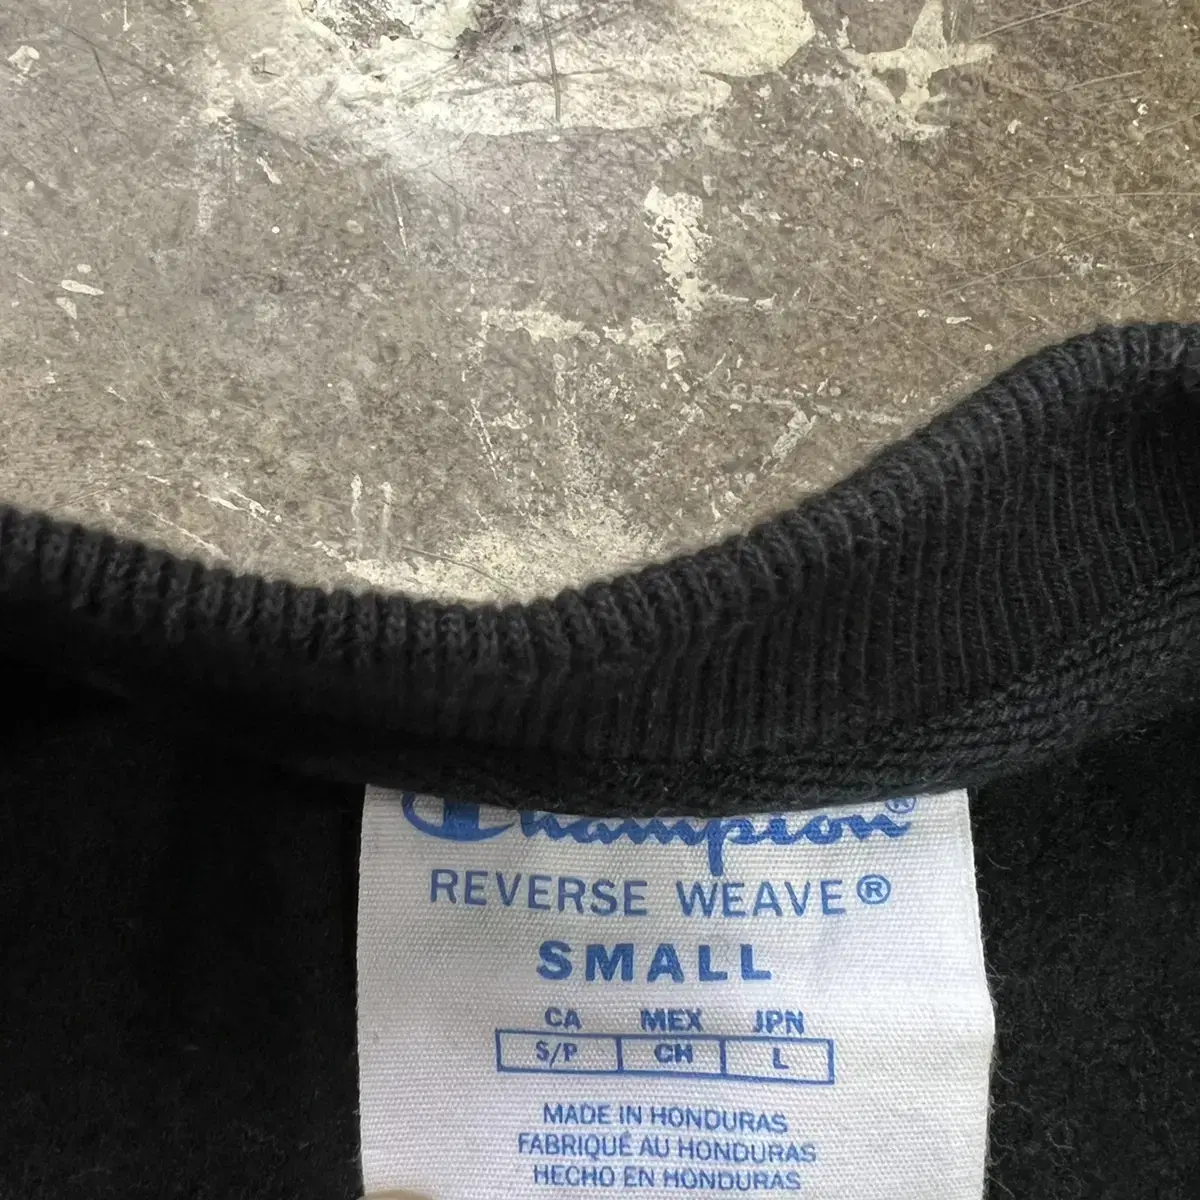 Champion®
REVERSE WEAVE®
SMALL
CA MEX JPN
S/P CH L
MADE IN HONDURAS
FABRIQUÉ AU HONDURAS
HECHO EN HONDURAS